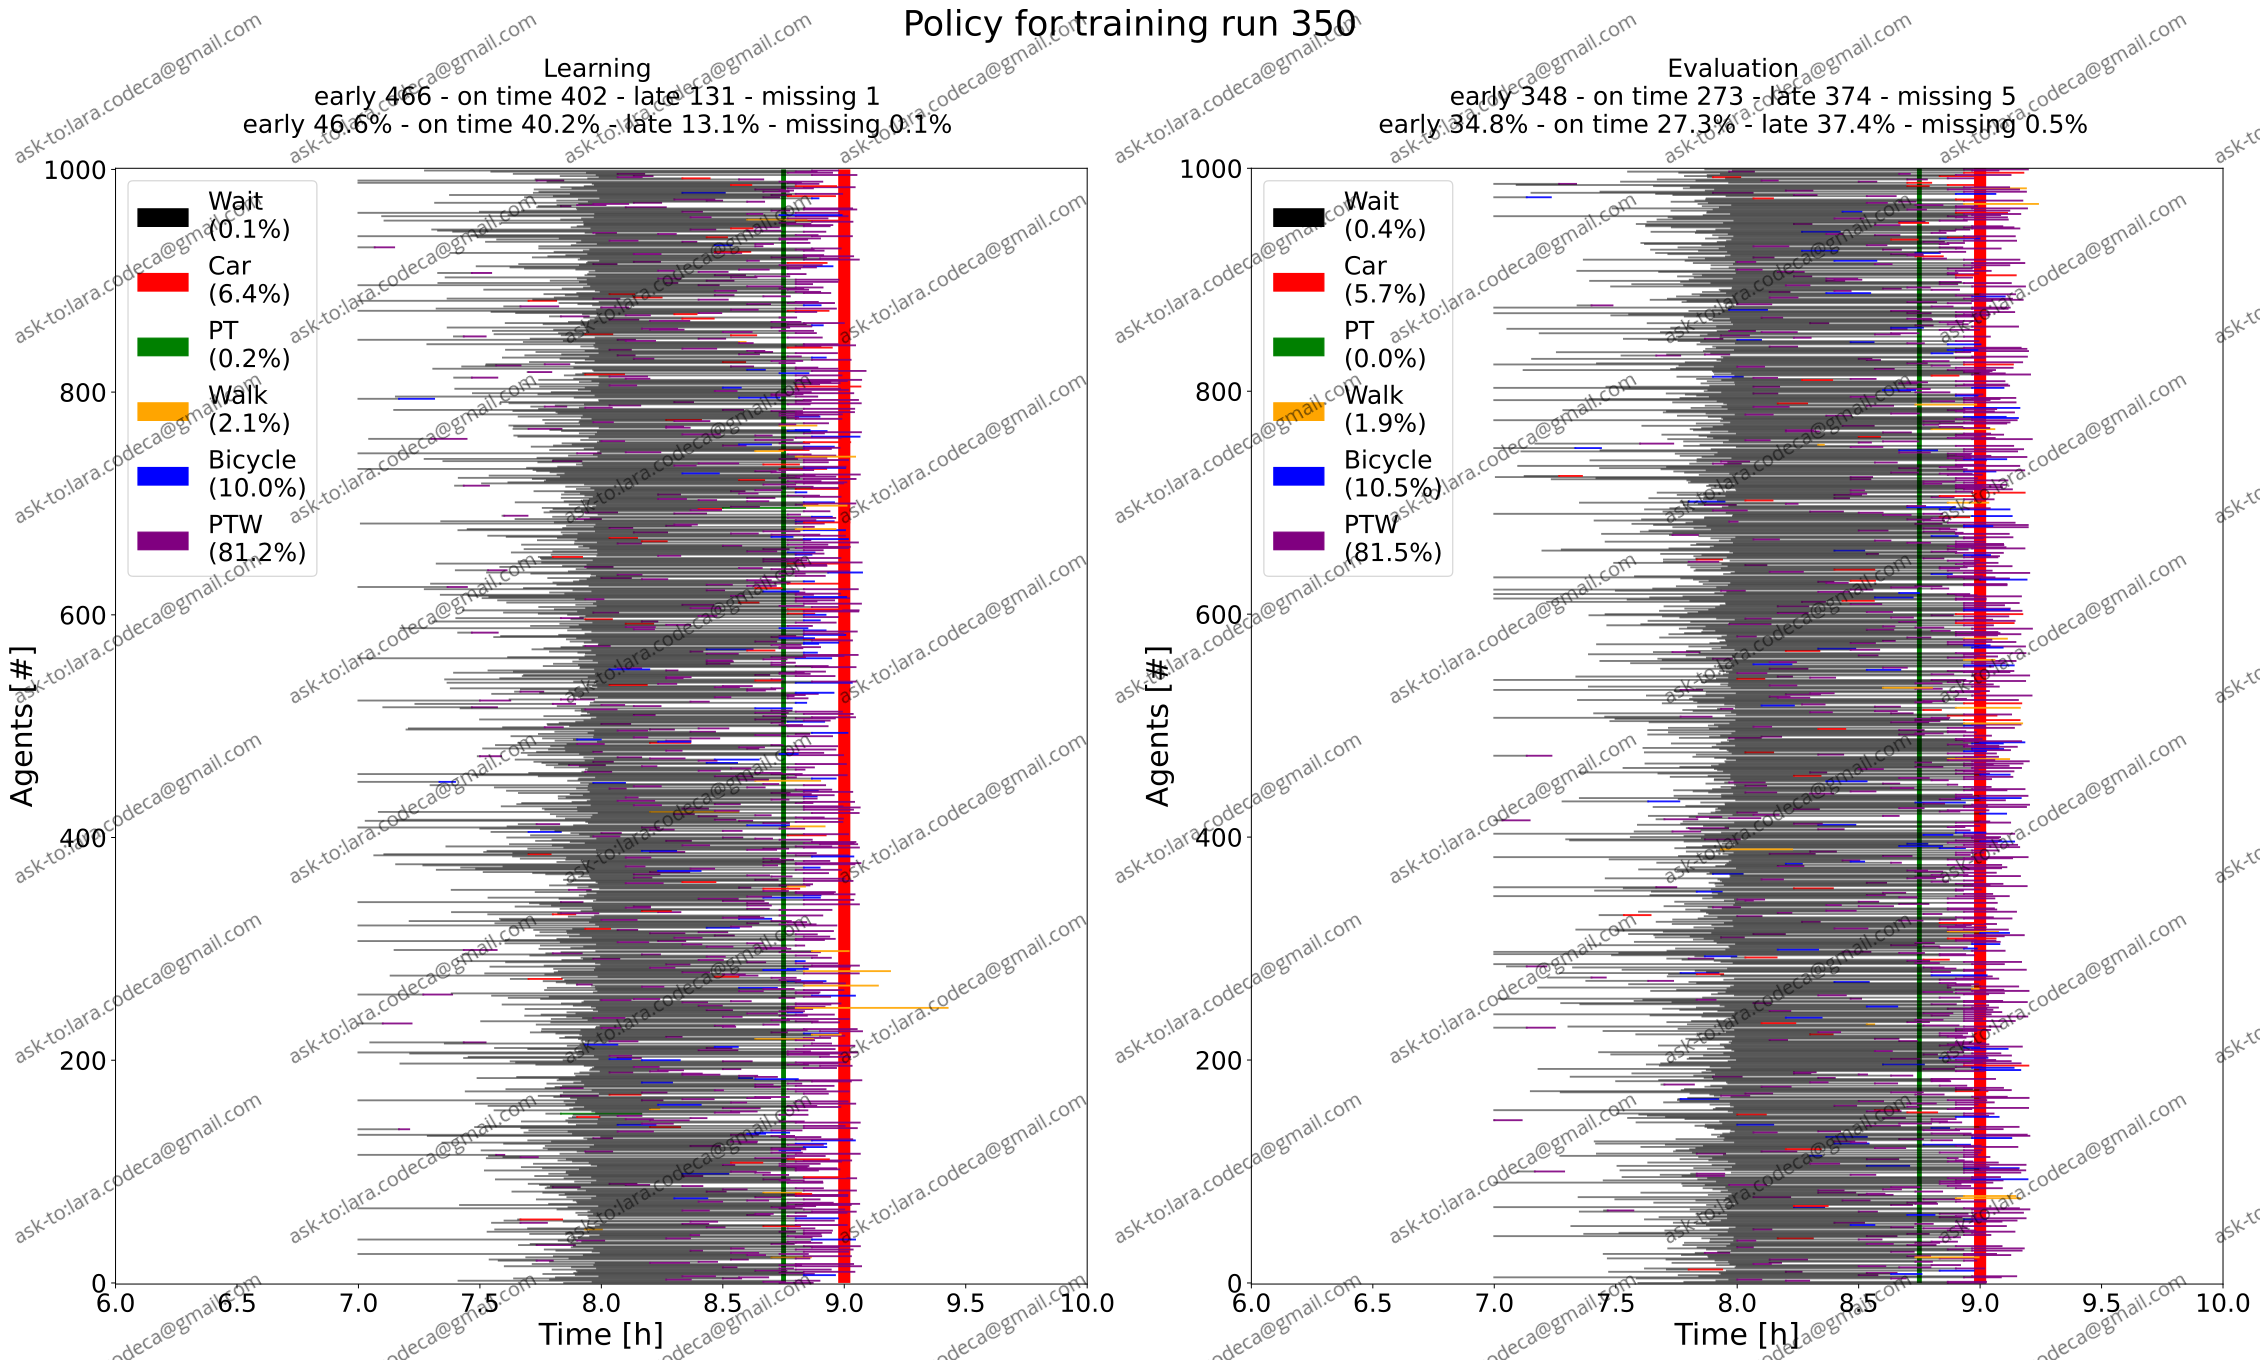 Policy for training run 350
Learning
early 466 - on time 402 - late 131 - missing 1
early 46.6% - on time 40.2% - late 13.1% - missing 0.1%
Evaluation
early 348 - on time 273 - late 374 - missing 5
early 34.8% - on time 27.3% - late 37.4% - missing 0.5%
Wait
(0.1%)
Car
(6.4%)
PT
(0.2%)
Walk
(2.1%)
Bicycle
(10.0%)
PTW
(81.2%)
Wait
(0.4%)
Car
(5.7%)
PT
(0.0%)
Walk
(1.9%)
Bicycle
(10.5%)
PTW
(81.5%)
1000
800
600
400
200
0
Agents [#]
6.0 6.5 7.0 7.5 8.0 8.5 9.0 9.5 10.0
Time [h]
1000
800
600
400
200
0
Agents [#]
6.0 6.5 7.0 7.5 8.0 8.5 9.0 9.5 10.0
Time [h]
ask-to:lara.codeca@gmail.com